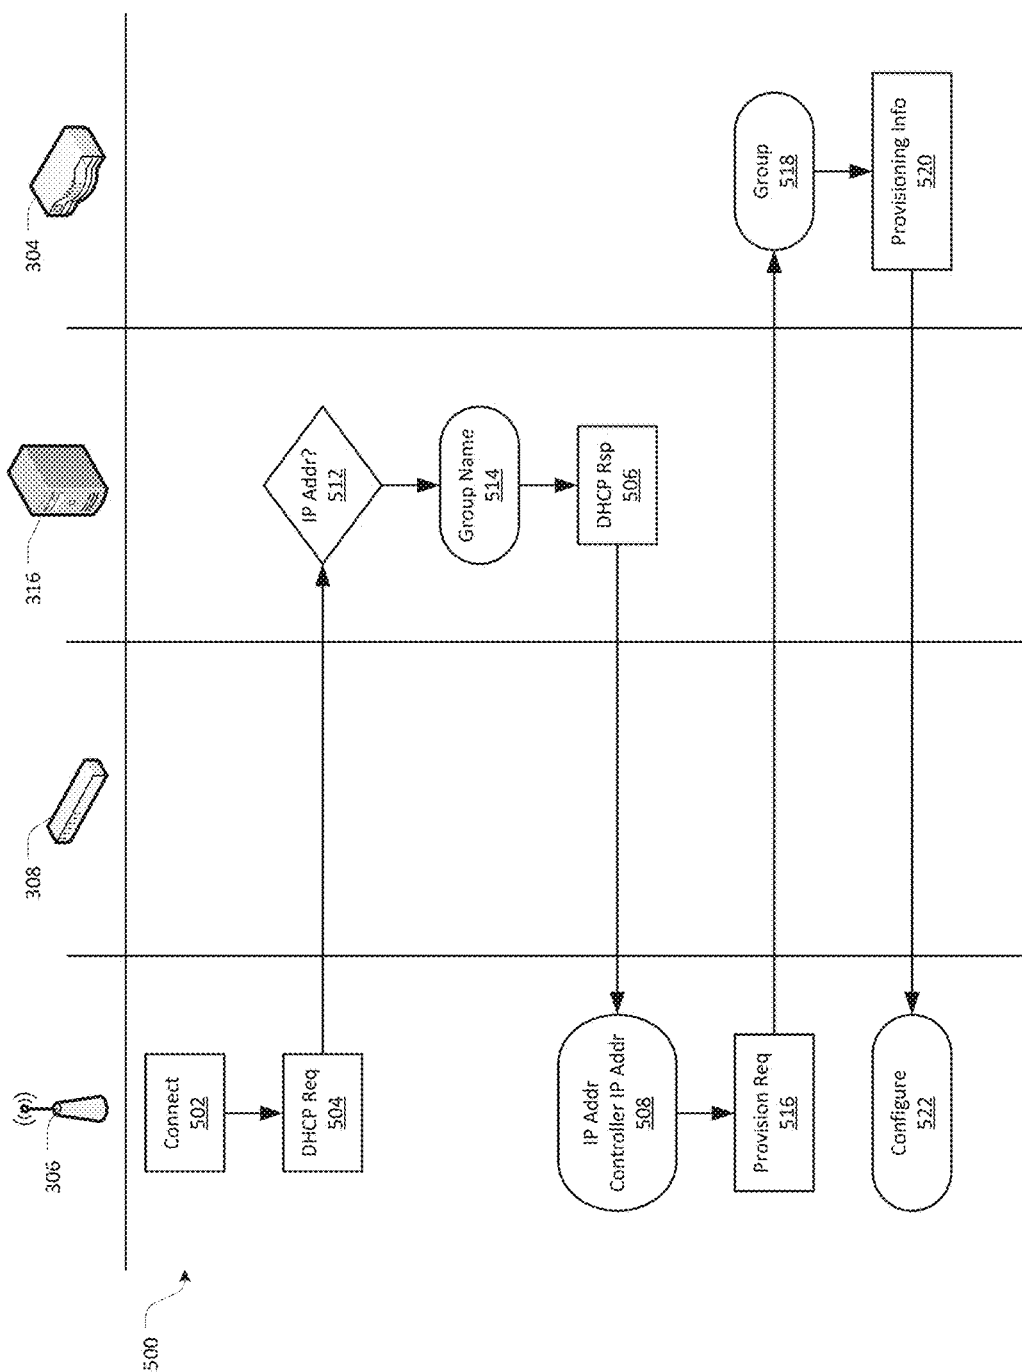 500
306
308
316
304
Connect
502
DHCP Req
504
IP Addr?
512
Group Name
514
DHCP Rsp
506
IP Addr
Controller IP Addr
508
Provision Req
516
Group
518
Provisioning Info
520
Configure
522